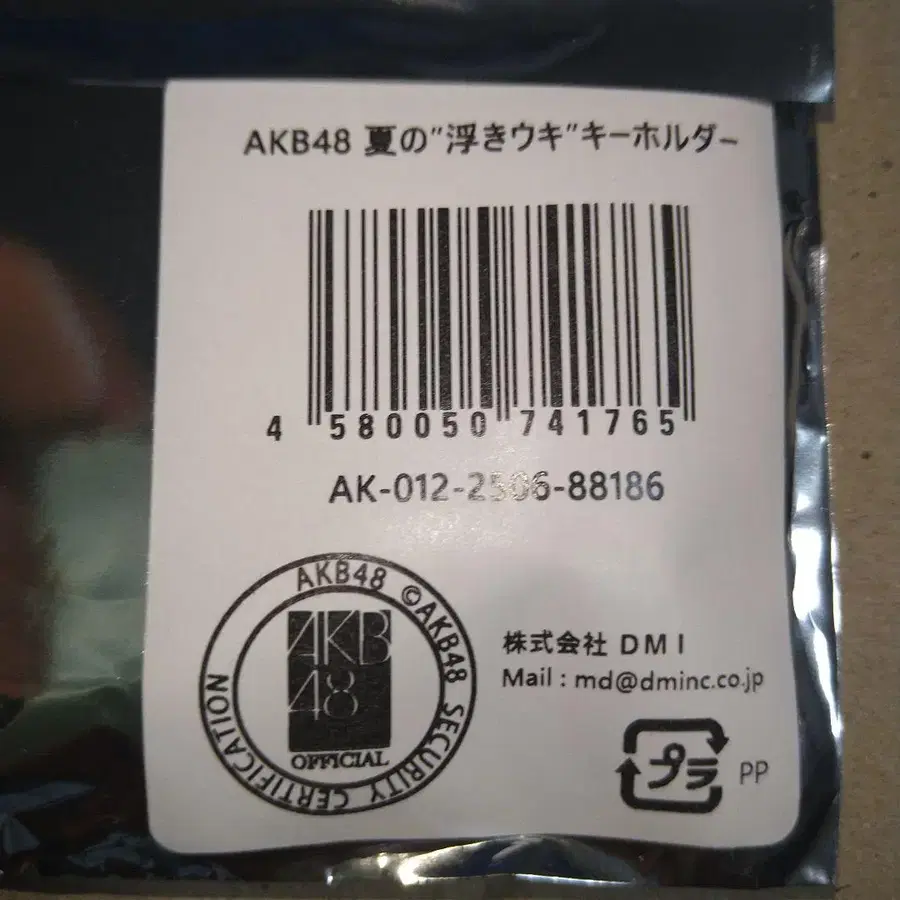 AKB48 夏の"浮きウキ"キーホルダー
4 580050 741765
AK-012-2506-88186
AKB48 ©AKB48 SECURITY CERTIFICATION
AKB
48
OFFICIAL
株式会社 DMI
Mail : md@dminc.co.jp
プラ
PP